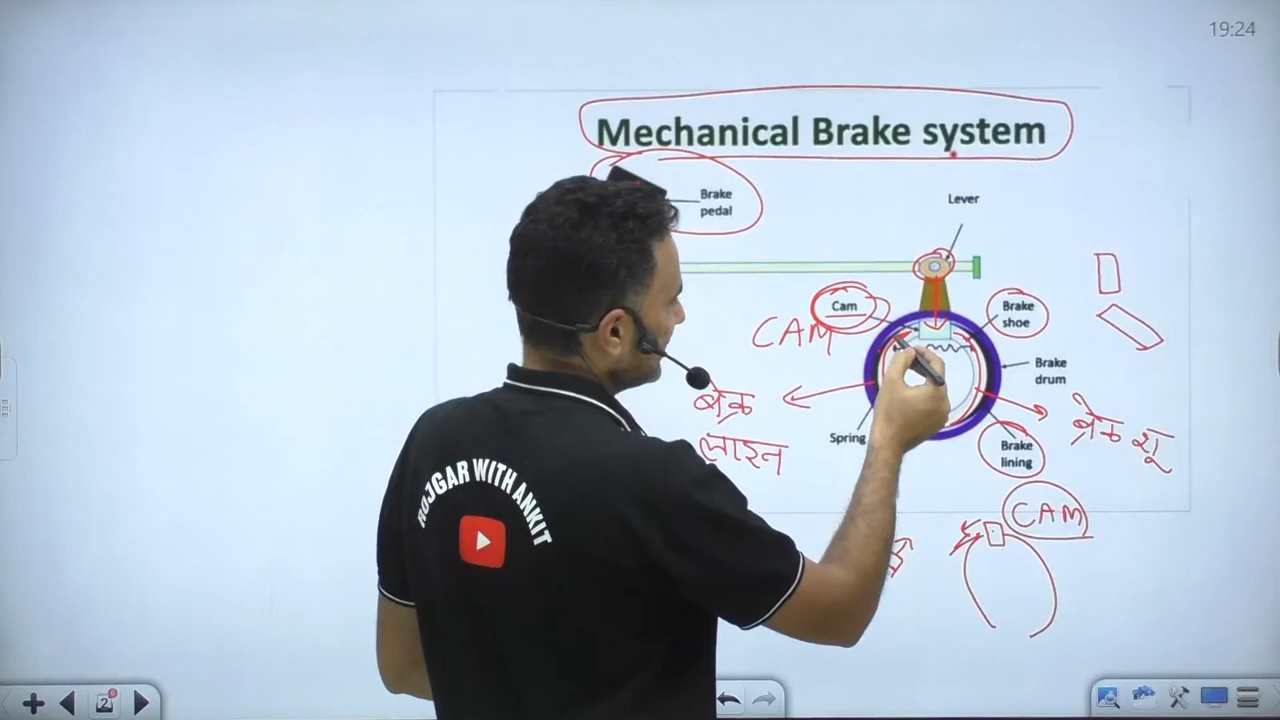 19:24
Mechanical Brake system
Brake
pedal
Lever
Cam
Brake
shoe
CAM
Brake
drum
ब्रेक
लाइन
ब्रेक शू
Spring
Brake
lining
CAM
ROJGAR WITH ANKIT
2